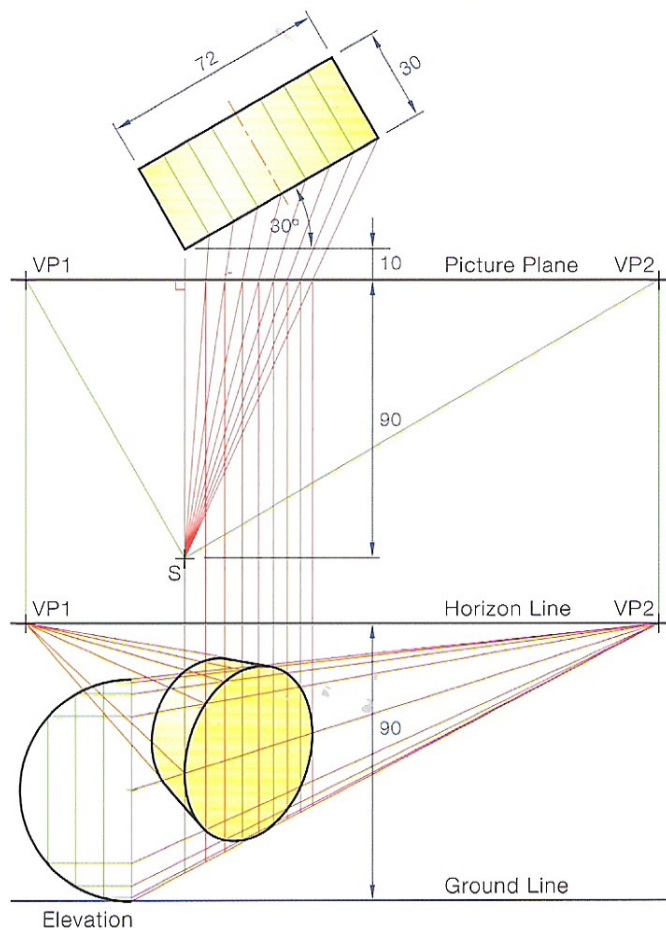 72
30
30°
VP1
10
Picture Plane
VP2
90
S
VP1
Horizon Line
VP2
90
Ground Line
Elevation